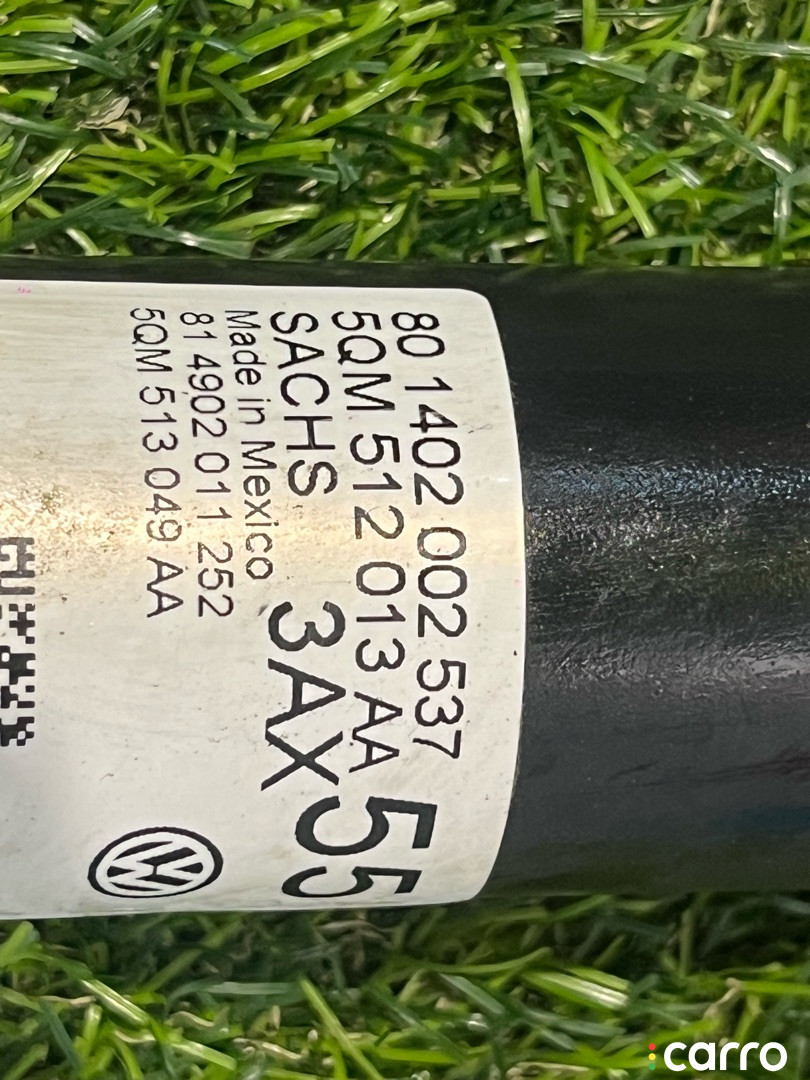 80 1402 002 537
5QM 512 013 AA
55
SACHS
3AX
Made in Mexico
81 4902 011 252
5QM 513 049 AA
carro